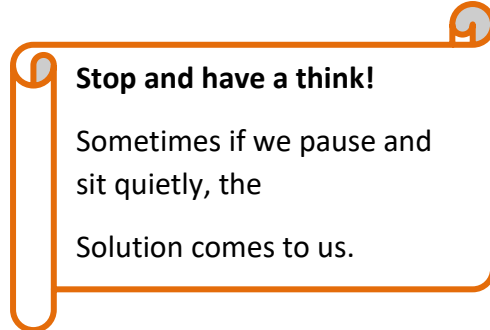 Stop and have a think!
Sometimes if we pause and
sit quietly, the
Solution comes to us.